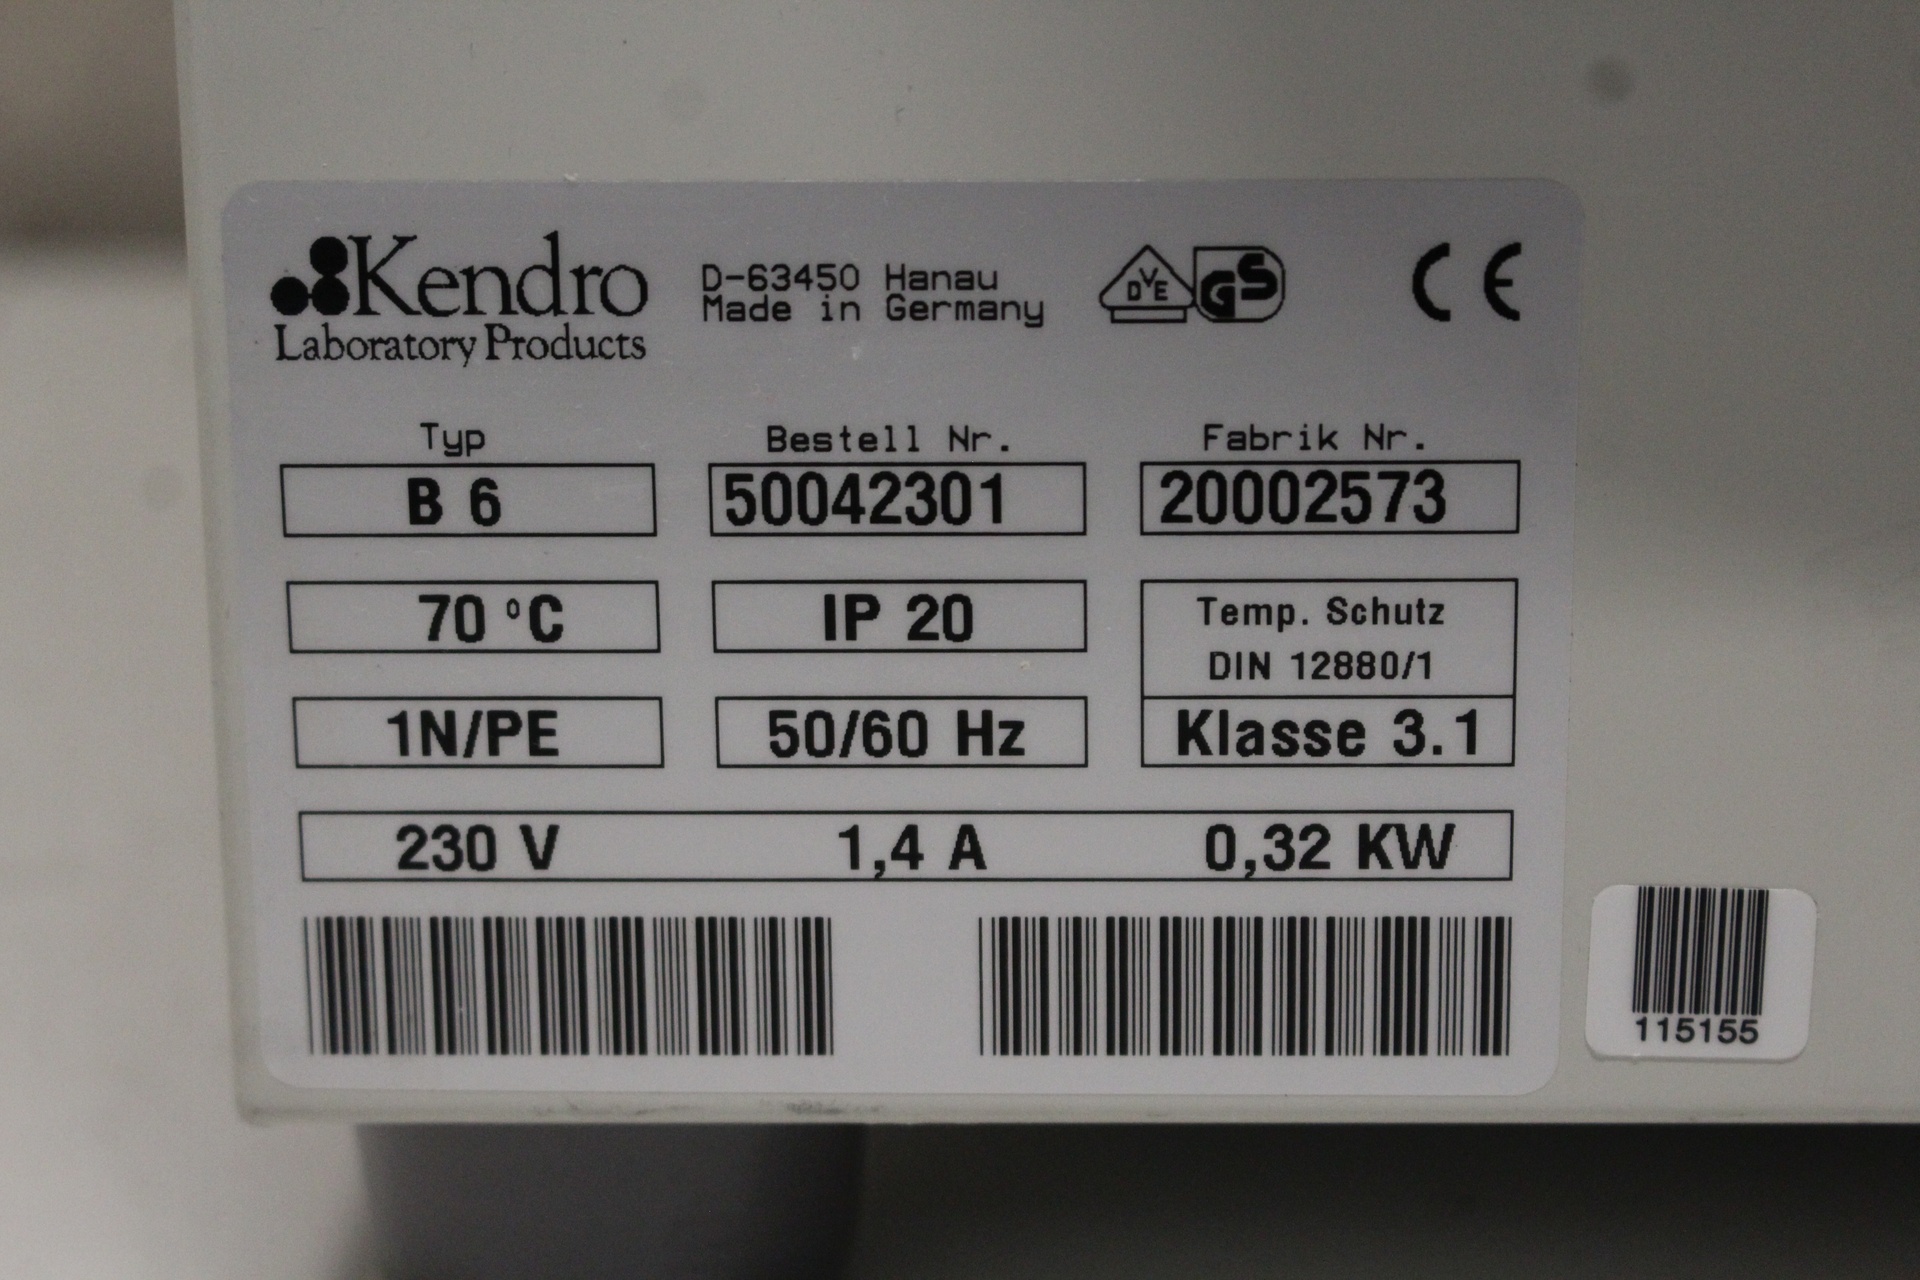 Kendro
Laboratory Products
D-63450 Hanau
Made in Germany
DVE
GS
CE
Typ
B 6
Bestell Nr.
50042301
Fabrik Nr.
20002573
70 °C
IP 20
Temp. Schutz
DIN 12880/1
1N/PE
50/60 Hz
Klasse 3.1
230 V 1,4 A 0,32 KW
115155